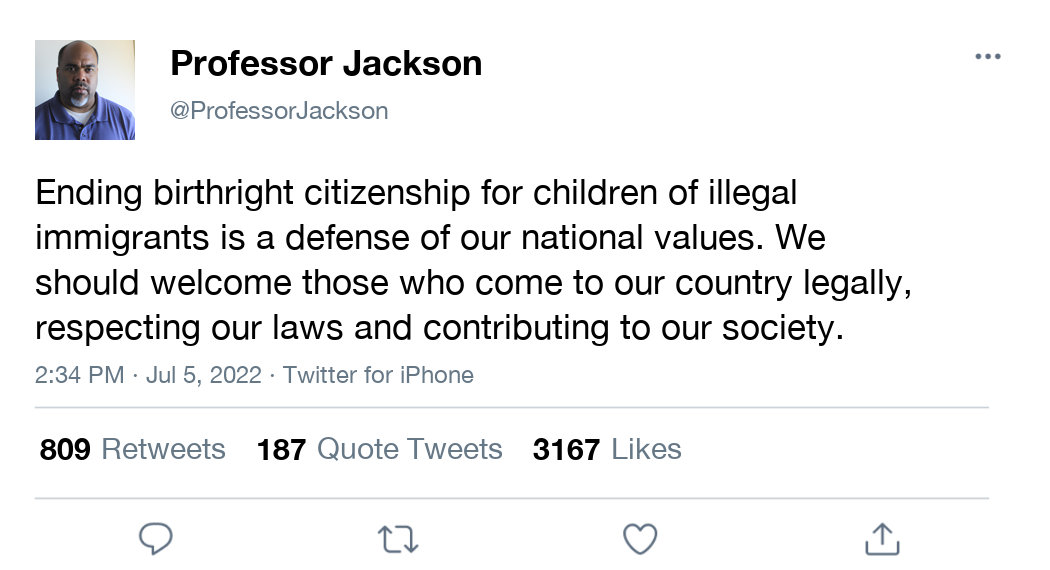 Professor Jackson
@ProfessorJackson
Ending birthright citizenship for children of illegal
immigrants is a defense of our national values. We
should welcome those who come to our country legally,
respecting our laws and contributing to our society.
2:34 PM · Jul 5, 2022 · Twitter for iPhone
809 Retweets 187 Quote Tweets 3167 Likes